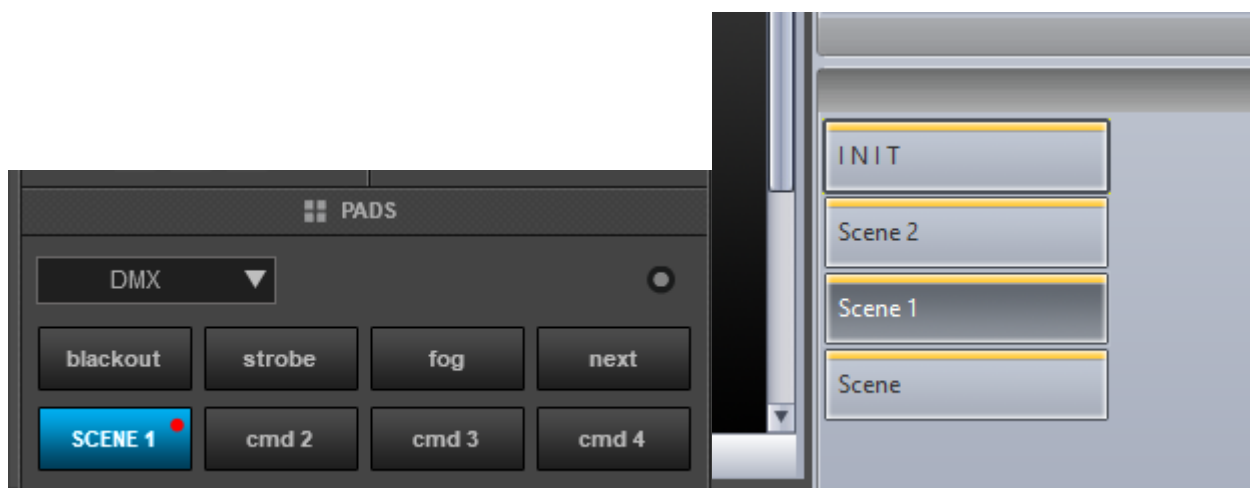 PADS
DMX
blackout strobe fog next
SCENE 1 cmd 2 cmd 3 cmd 4
I N I T
Scene 2
Scene 1
Scene